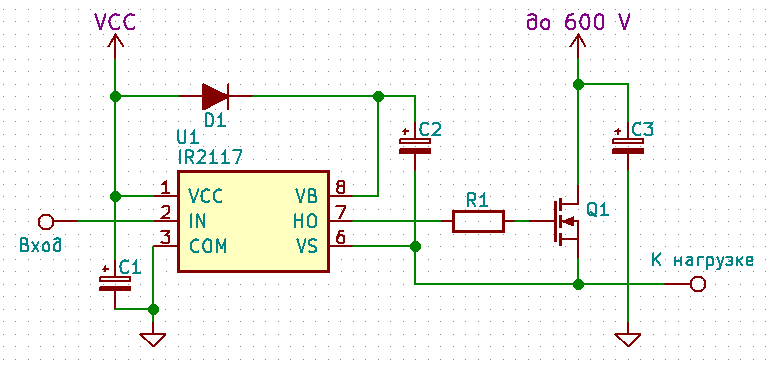 VCC
до 600 V
D1
U1
IR2117
+ C2
+ C3
1 VCC VB 8
2 IN HO 7
3 COM VS 6
R1
Q1
Вход
+ C1
К нагрузке